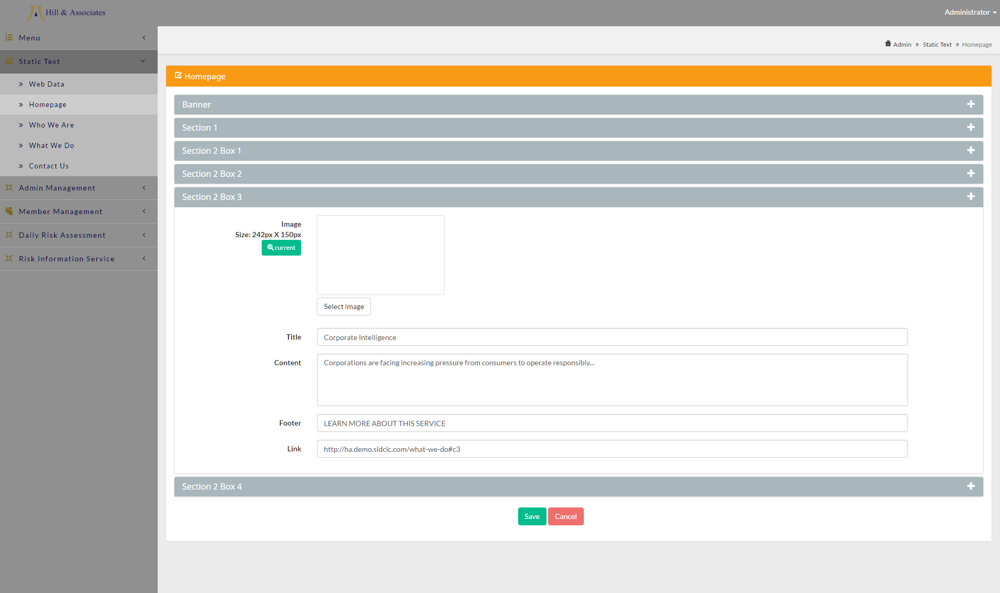 Hill & Associates
Administrator
Menu
Static Text
Web Data
Homepage
Who We Are
What We Do
Contact Us
Admin Management
Member Management
Daily Risk Assessment
Risk Information Service
Admin » Static Text » Homepage
Homepage
Banner
Section 1
Section 2 Box 1
Section 2 Box 2
Section 2 Box 3
Image
Size: 242px X 150px
current
Select image
Title
Corporate Intelligence
Content
Corporations are facing increasing pressure from consumers to operate responsibly...
Footer
LEARN MORE ABOUT THIS SERVICE
Link
http://ha.demo.sldclc.com/what-we-do#c3
Section 2 Box 4
Save
Cancel